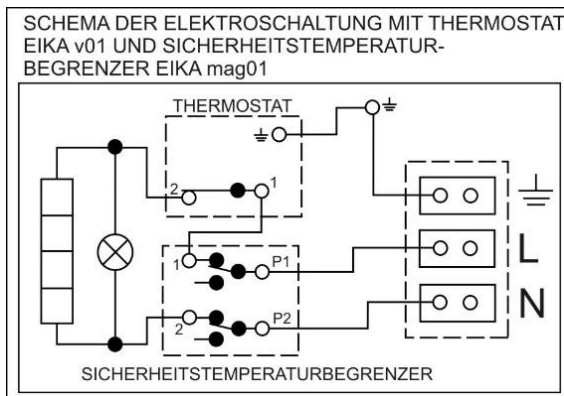 SCHEMA DER ELEKTROSCHALTUNG MIT THERMOSTAT
EIKA v01 UND SICHERHEITSTEMPERATUR-
BEGRENZER EIKA mag01
THERMOSTAT
2
1
1
P1
L
2
P2
N
SICHERHEITSTEMPERATURBEGRENZER